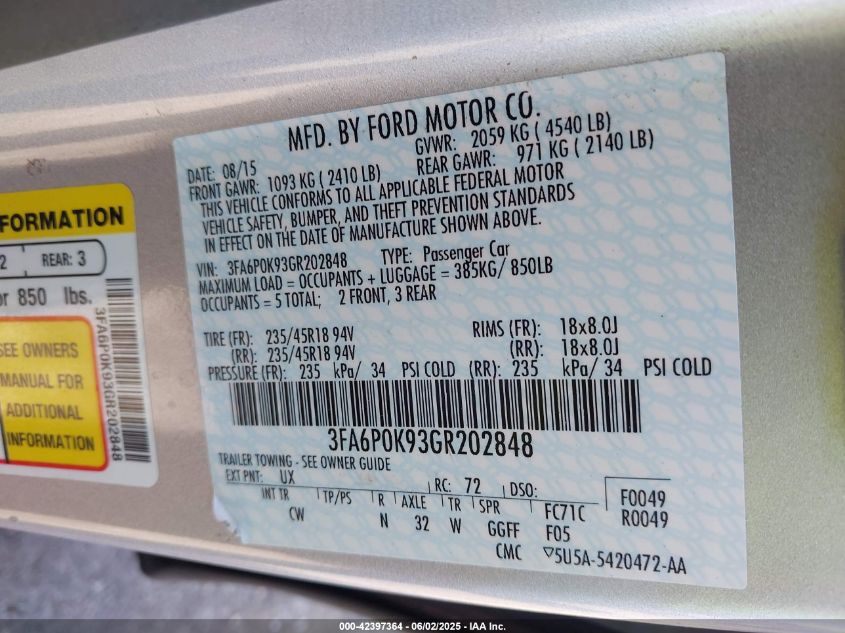 FORMATION
2 REAR: 3
or 850 lbs.
SEE OWNERS
MANUAL FOR
ADDITIONAL
INFORMATION
3FA6P0K93GR202848
MFD. BY FORD MOTOR CO.
DATE: 08/15 GVWR: 2059 KG ( 4540 LB)
FRONT GAWR: 1093 KG ( 2410 LB) REAR GAWR: 971 KG ( 2140 LB)
THIS VEHICLE CONFORMS TO ALL APPLICABLE FEDERAL MOTOR
VEHICLE SAFETY, BUMPER, AND THEFT PREVENTION STANDARDS
IN EFFECT ON THE DATE OF MANUFACTURE SHOWN ABOVE.
VIN: 3FA6P0K93GR202848 TYPE: Passenger Car
MAXIMUM LOAD = OCCUPANTS + LUGGAGE = 385KG/ 850LB
OCCUPANTS = 5 TOTAL; 2 FRONT, 3 REAR
TIRE (FR): 235/45R18 94V RIMS (FR): 18x8.0J
(RR): 235/45R18 94V (RR): 18x8.0J
PRESSURE (FR): 235 kPa/ 34 PSI COLD (RR): 235 kPa/ 34 PSI COLD
3FA6P0K93GR202848
TRAILER TOWING - SEE OWNER GUIDE
EXT PNT: UX RC: 72 DSO: F0049
INT TR TP/PS R AXLE TR SPR FC71C R0049
CW N 32 W GGFF F05
CMC ▽5U5A-5420472-AA
000-42397364 - 06/02/2025 - IAA Inc.